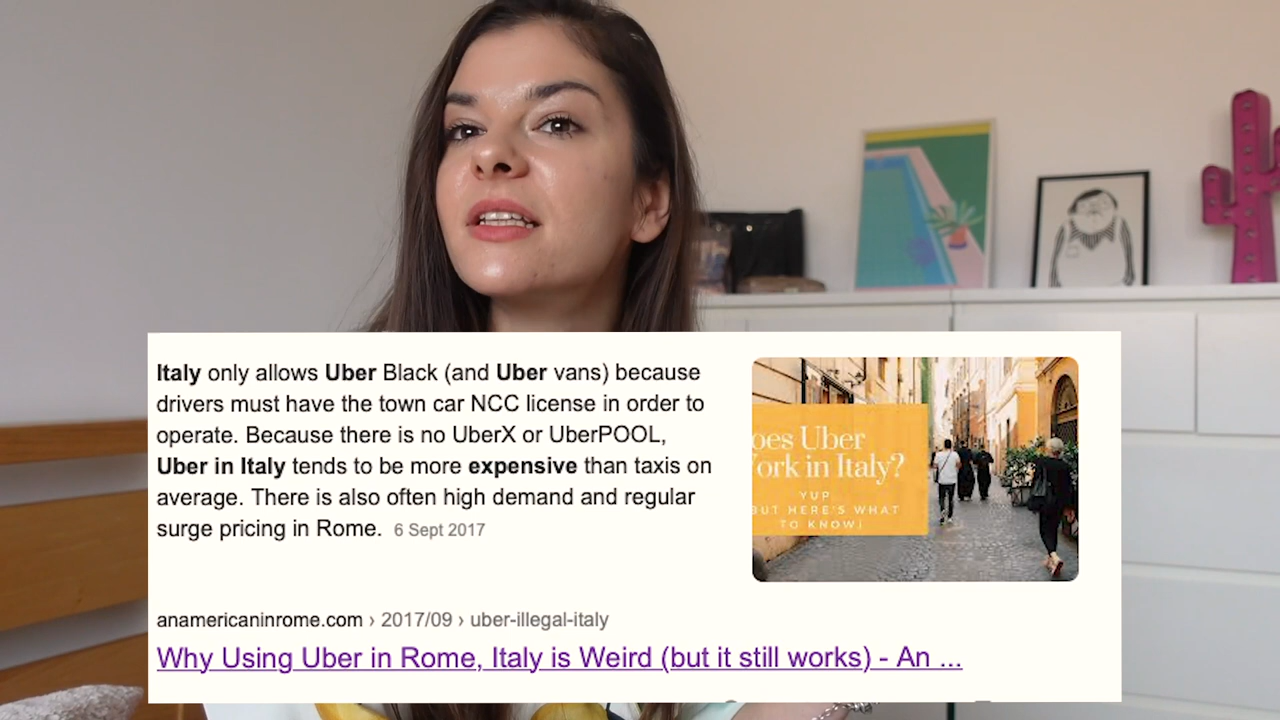 Italy only allows Uber Black (and Uber vans) because
drivers must have the town car NCC license in order to
operate. Because there is no UberX or UberPOOL,
Uber in Italy tends to be more expensive than taxis on
average. There is also often high demand and regular
surge pricing in Rome. 6 Sept 2017
oes Uber
ork in Italy?
YUP
BUT HERE'S WHAT
TO KNOW!
anamericaninrome.com › 2017/09 › uber-illegal-italy
Why Using Uber in Rome, Italy is Weird (but it still works) - An ...